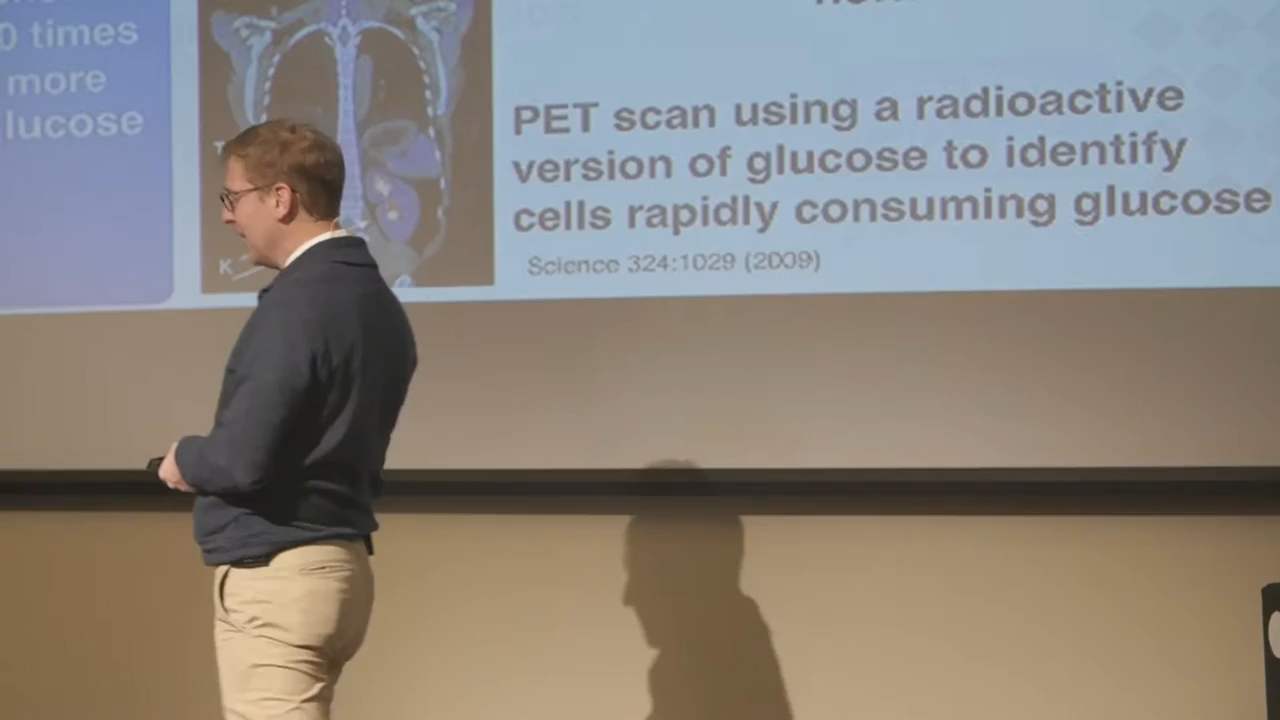 0 times
more
lucose
T
K
PET scan using a radioactive
version of glucose to identify
cells rapidly consuming glucose
Science 324:1029 (2009)